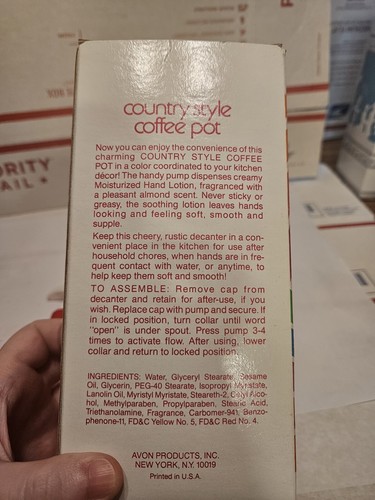 country style
coffee pot
Now you can enjoy the convenience of this
charming COUNTRY STYLE COFFEE
POT in a color coordinated to your kitchen
décor! The handy pump dispenses creamy
Moisturized Hand Lotion, fragranced with
a pleasant almond scent. Never sticky or
greasy, the soothing lotion leaves hands
looking and feeling soft, smooth and
supple.
Keep this cheery, rustic decanter in a con-
venient place in the kitchen for use after
household chores, when hands are in fre-
quent contact with water, or anytime, to
help keep them soft and smooth!
TO ASSEMBLE: Remove cap from
decanter and retain for after-use, if you
wish. Replace cap with pump and secure. If
in locked position, turn collar until word
"open" is under spout. Press pump 3-4
times to activate flow. After using, lower
collar and return to locked position.
INGREDIENTS: Water, Glyceryl Stearate, Sesame
Oil, Glycerin, PEG-40 Stearate, Isopropyl Myristate,
Lanolin Oil, Myristyl Myristate, Steareth-2, Cetyl Alco-
hol, Methylparaben, Propylparaben, Stearic Acid,
Triethanolamine, Fragrance, Carbomer-941, Benzo-
phenone-11, FD&C Yellow No. 5, FD&C Red No. 4.
AVON PRODUCTS, INC.
NEW YORK, N.Y. 10019
Printed in U.S.A.
ORITY
AIL